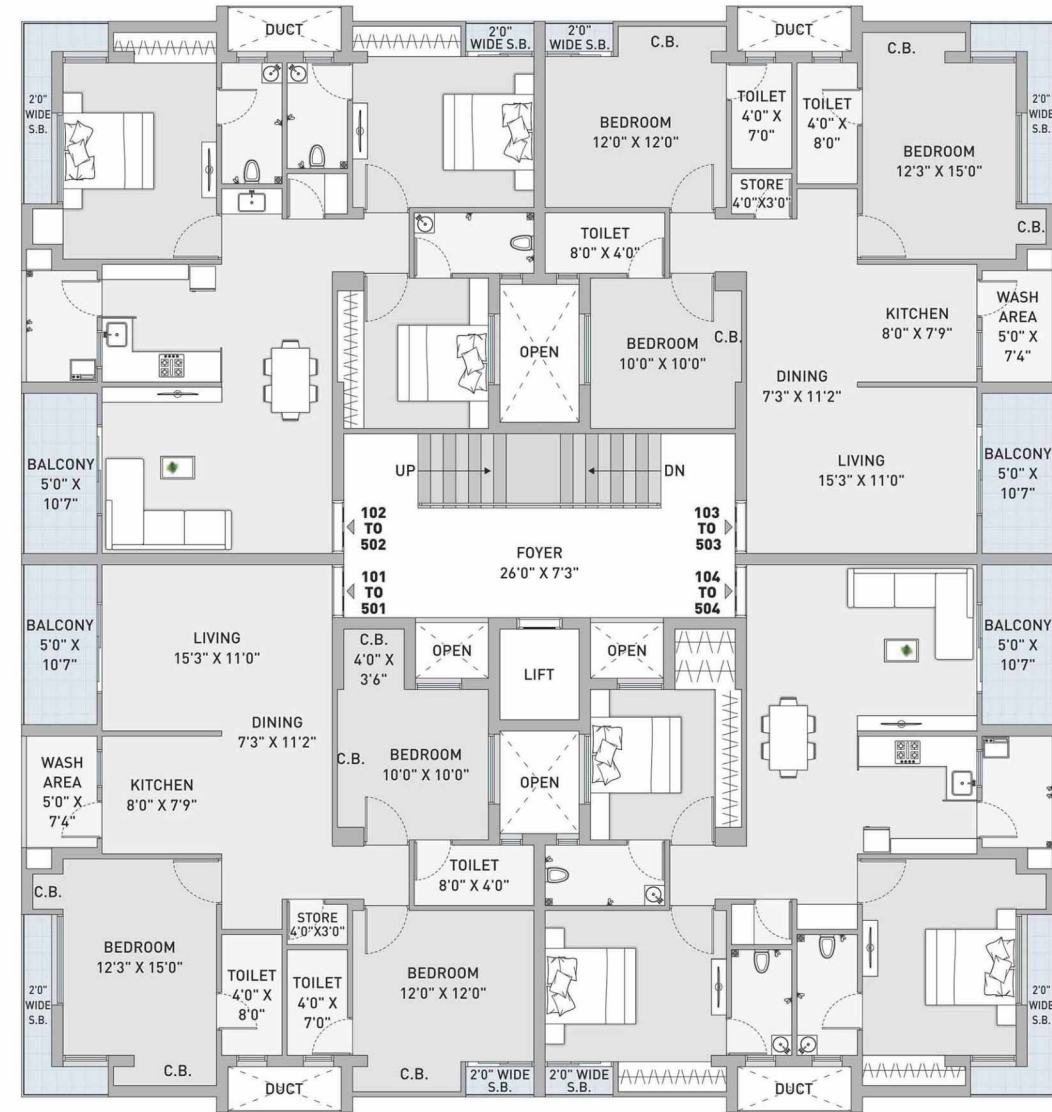 DUCT
2'0"
WIDE S.B.
2'0"
WIDE S.B.
C.B.
DUCT
C.B.
2'0"
WIDE
S.B.
BEDROOM
12'0" X 12'0"
TOILET
4'0" X
7'0"
TOILET
4'0" X
8'0"
BEDROOM
12'3" X 15'0"
2'0"
WIDE
S.B.
STORE
4'0"X3'0"
C.B.
TOILET
8'0" X 4'0"
OPEN
BEDROOM
10'0" X 10'0"
C.B.
KITCHEN
8'0" X 7'9"
WASH
AREA
5'0" X
7'4"
DINING
7'3" X 11'2"
BALCONY
5'0" X
10'7"
UP
DN
LIVING
15'3" X 11'0"
BALCONY
5'0" X
10'7"
102
TO
502
103
TO
503
FOYER
26'0" X 7'3"
101
TO
501
104
TO
504
BALCONY
5'0" X
10'7"
LIVING
15'3" X 11'0"
C.B.
4'0" X
3'6"
OPEN
LIFT
OPEN
BALCONY
5'0" X
10'7"
DINING
7'3" X 11'2"
WASH
AREA
5'0" X
7'4"
KITCHEN
8'0" X 7'9"
C.B.
BEDROOM
10'0" X 10'0"
OPEN
TOILET
8'0" X 4'0"
C.B.
BEDROOM
12'3" X 15'0"
STORE
4'0"X3'0"
TOILET
4'0" X
8'0"
TOILET
4'0" X
7'0"
BEDROOM
12'0" X 12'0"
2'0"
WIDE
S.B.
2'0"
WIDE
S.B.
C.B.
DUCT
C.B.
2'0"
WIDE S.B.
2'0"
WIDE
S.B.
DUCT